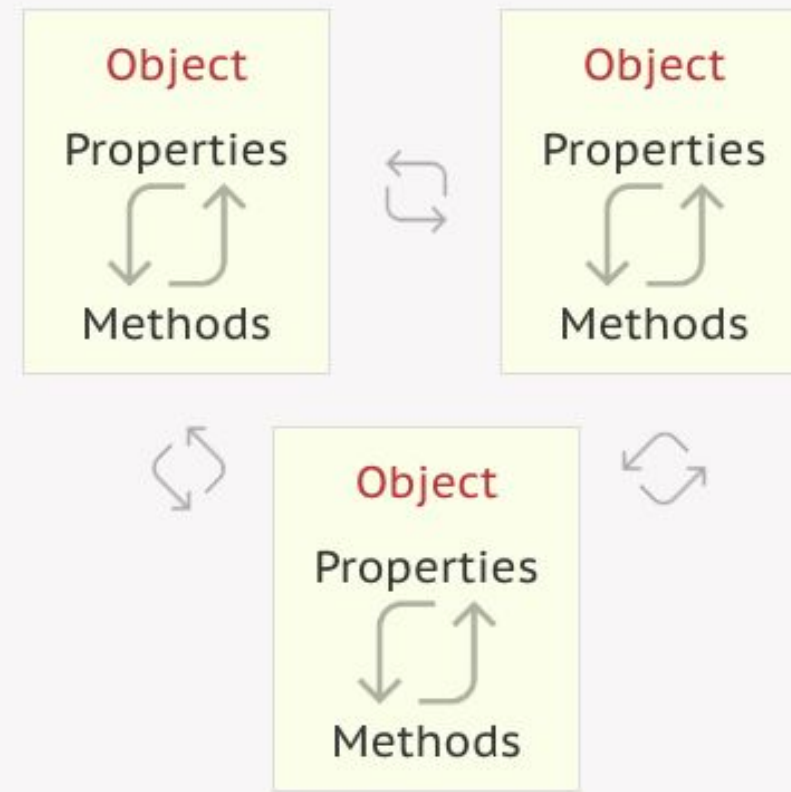 Object
Properties
Methods
Object
Properties
Methods
Object
Properties
Methods